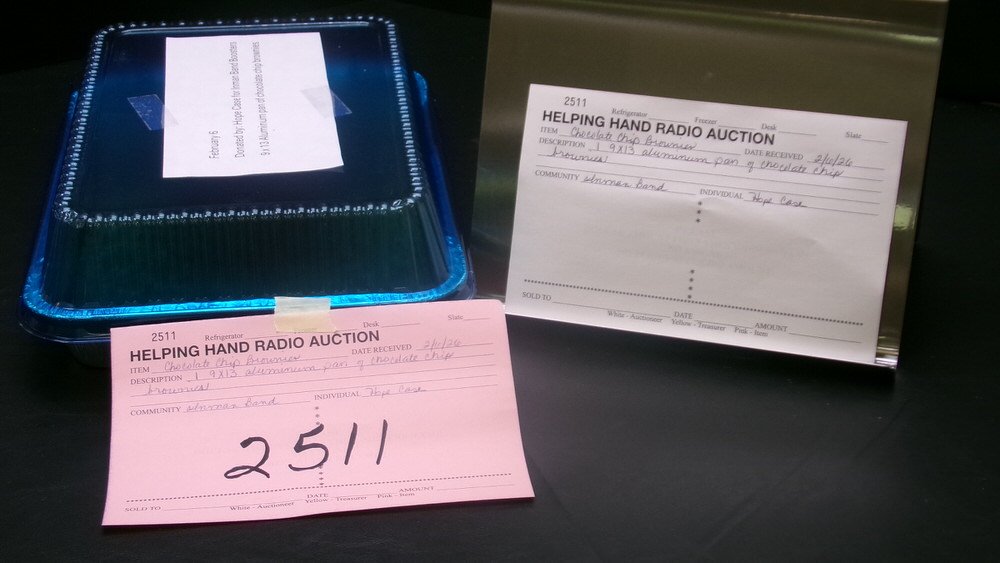 February 6
Donated by: Hope Case for Inman Band Boosters
9 x 13 Aluminum pan of chocolate chip brownies
2511
Refrigerator Freezer Desk Slate
HELPING HAND RADIO AUCTION
ITEM Chocolate Chip Brownies DATE RECEIVED 2/6/26
DESCRIPTION 1 9X13 aluminum pan of chocolate chip
brownies
COMMUNITY Inman Band INDIVIDUAL Hope Case
SOLD TO DATE AMOUNT
White - Auctioneer Yellow - Treasurer Pink - Item
2511
Refrigerator Desk Slate
HELPING HAND RADIO AUCTION
ITEM Chocolate Chip Brownies DATE RECEIVED 2/6/26
DESCRIPTION 1 9X13 aluminum pan of chocolate chip
brownies
COMMUNITY Inman Band INDIVIDUAL Hope Case
2511
SOLD TO DATE AMOUNT
White - Auctioneer Yellow - Treasurer Pink - Item